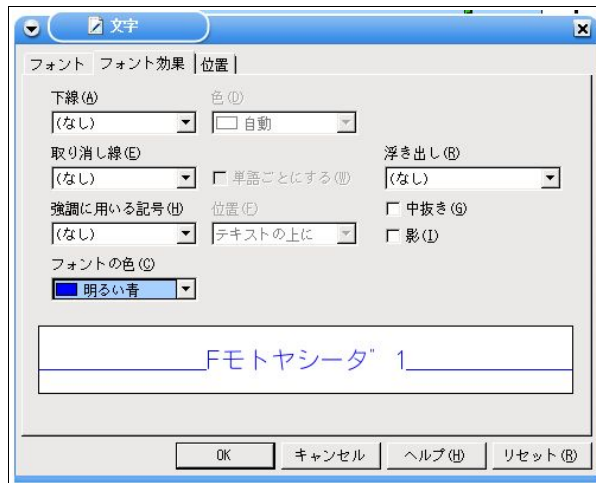 文字
フォント フォント効果 位置
下線(A) 色(D)
(なし) 自動
取り消し線(E) 浮き出し(R)
(なし) 単語ごとにする(W) (なし)
強調に用いる記号(H) 位置(F) 中抜き(G)
(なし) テキストの上に 影(I)
フォントの色(C)
明るい青
Fモトヤシータ゛1
OK キャンセル ヘルプ(H) リセット(R)